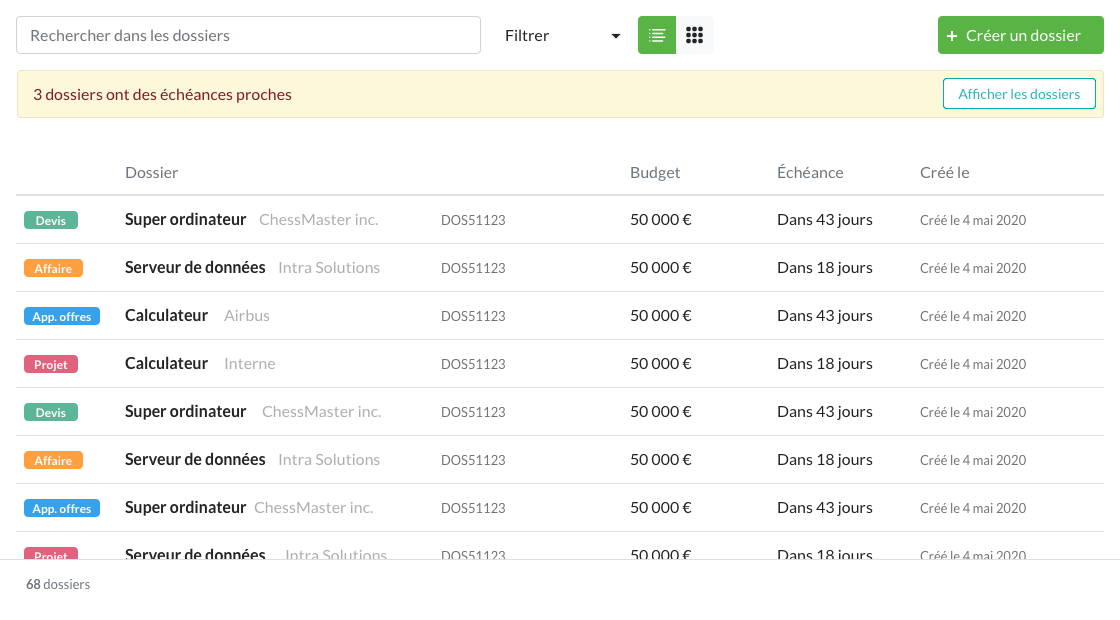 Rechercher dans les dossiers Filtrer + Créer un dossier
3 dossiers ont des échéances proches Afficher les dossiers
Dossier Budget Échéance Créé le
Devis Super ordinateur ChessMaster inc. DOS51123 50 000 € Dans 43 jours Créé le 4 mai 2020
Affaire Serveur de données Intra Solutions DOS51123 50 000 € Dans 18 jours Créé le 4 mai 2020
App. offres Calculateur Airbus DOS51123 50 000 € Dans 43 jours Créé le 4 mai 2020
Projet Calculateur Interne DOS51123 50 000 € Dans 18 jours Créé le 4 mai 2020
Devis Super ordinateur ChessMaster inc. DOS51123 50 000 € Dans 43 jours Créé le 4 mai 2020
Affaire Serveur de données Intra Solutions DOS51123 50 000 € Dans 18 jours Créé le 4 mai 2020
App. offres Super ordinateur ChessMaster inc. DOS51123 50 000 € Dans 43 jours Créé le 4 mai 2020
Projet Serveur de données Intra Solutions DOS51123 50 000 € Dans 18 jours Créé le 4 mai 2020
68 dossiers